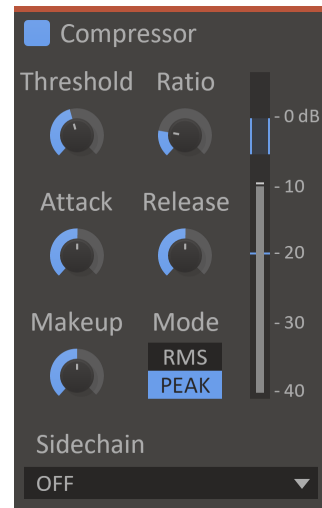 Compressor
Threshold Ratio
- 0 dB
- 10
Attack Release
- 20
Makeup Mode
- 30
RMS
PEAK
- 40
Sidechain
OFF